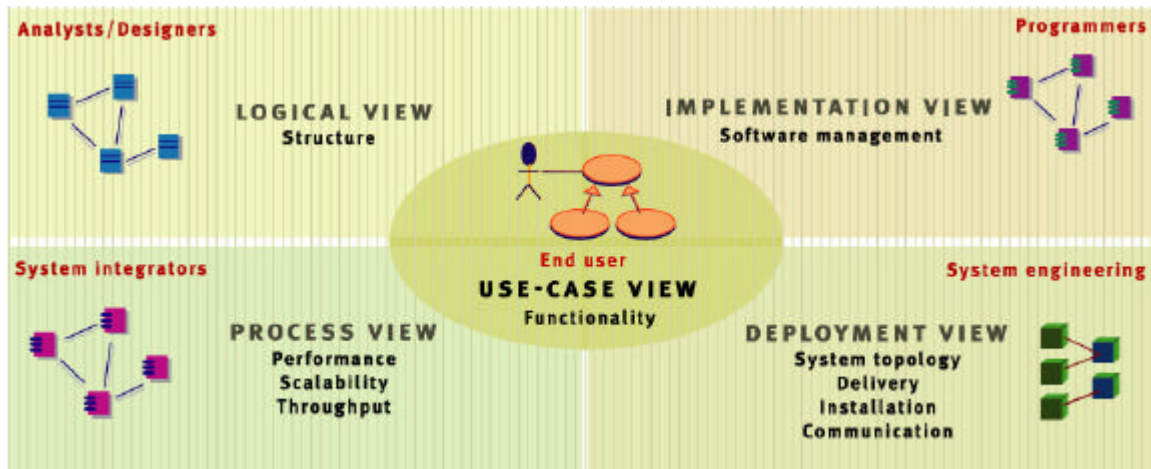 Analysts/Designers
LOGICAL VIEW
Structure
Programmers
IMPLEMENTATION VIEW
Software management
End user
USE-CASE VIEW
Functionality
System integrators
PROCESS VIEW
Performance
Scalability
Throughput
System engineering
DEPLOYMENT VIEW
System topology
Delivery
Installation
Communication